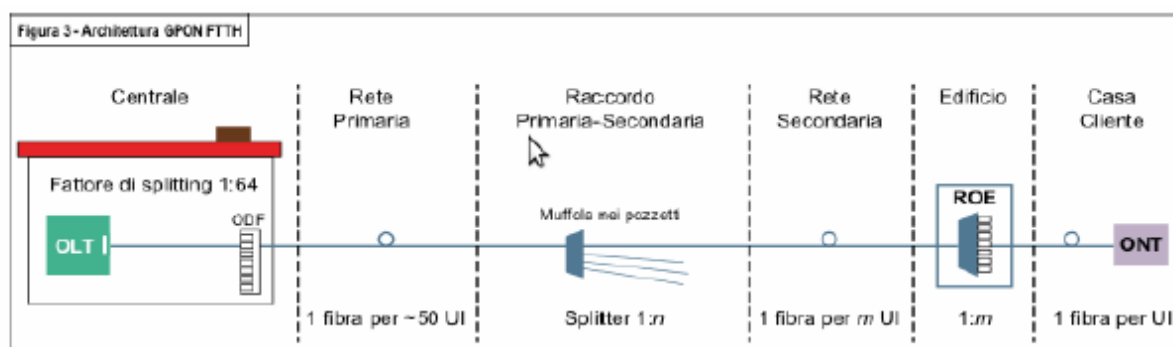 Figura 3 - Architettura GPON FTTH
Centrale
Rete
Primaria
Raccordo
Primaria-Secondaria
Rete
Secondaria
Edificio
Casa
Cliente
Fattore di splitting 1:64
ODF
OLT
Muffole nei pozzetti
ROE
ONT
1 fibra per ~50 UI
Splitter 1:n
1 fibra per m UI
1:m
1 fibra per UI